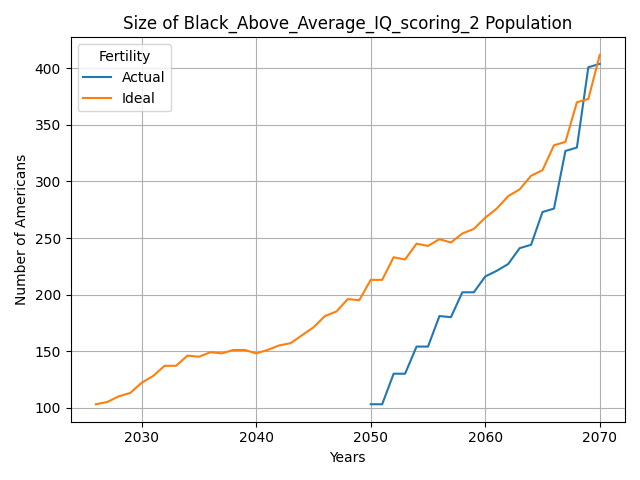 Size of Black_Above_Average_IQ_scoring_2 Population
Fertility
Actual
Ideal
Number of Americans
400
350
300
250
200
150
100
2030 2040 2050 2060 2070
Years